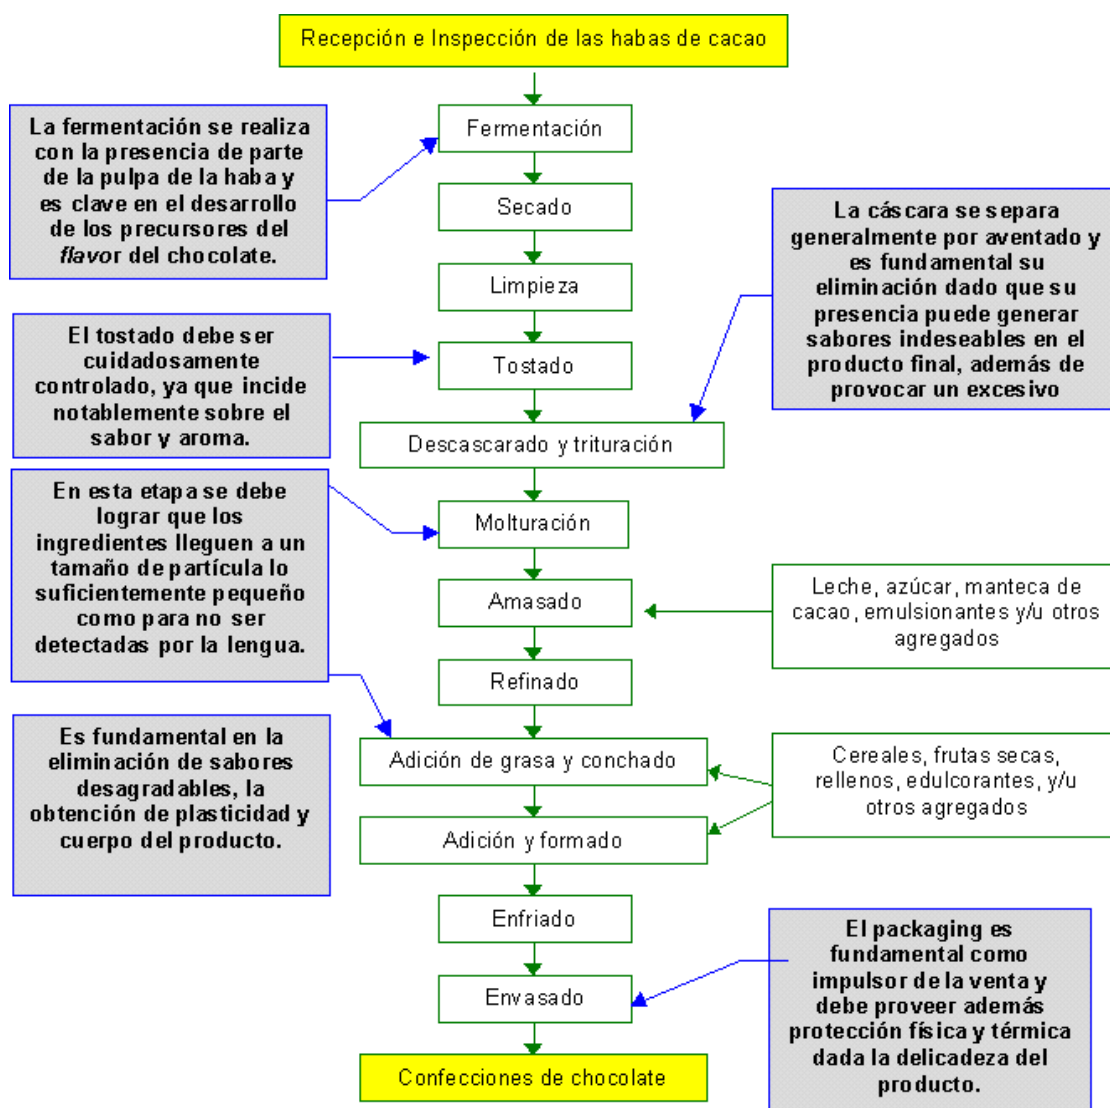 Recepción e Inspección de las habas de cacao
La fermentación se realiza
con la presencia de parte
de la pulpa de la haba y
es clave en el desarrollo
de los precursores del
flavor del chocolate.
Fermentación
Secado
Limpieza
La cáscara se separa
generalmente por aventado y
es fundamental su
eliminación dado que su
presencia puede generar
sabores indeseables en el
producto final, además de
provocar un excesivo
El tostado debe ser
cuidadosamente
controlado, ya que incide
notablemente sobre el
sabor y aroma.
Tostado
Descascarado y trituración
En esta etapa se debe
lograr que los
ingredientes lleguen a un
tamaño de partícula lo
suficientemente pequeño
como para no ser
detectadas por la lengua.
Molturación
Amasado
Leche, azúcar, manteca de
cacao, emulsionantes y/u otros
agregados
Refinado
Es fundamental en la
eliminación de sabores
desagradables, la
obtención de plasticidad y
cuerpo del producto.
Adición de grasa y conchado
Cereales, frutas secas,
rellenos, edulcorantes, y/u
otros agregados
Adición y formado
Enfriado
Envasado
El packaging es
fundamental como
impulsor de la venta y
debe proveer además
protección física y térmica
dada la delicadeza del
producto.
Confecciones de chocolate